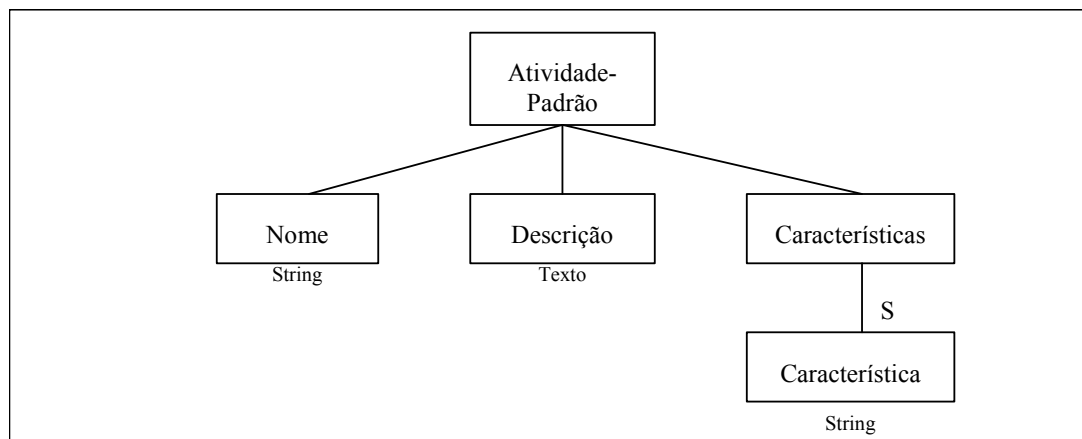 Atividade-
Padrão
Nome
Descrição
Características
String
Texto
S
Característica
String